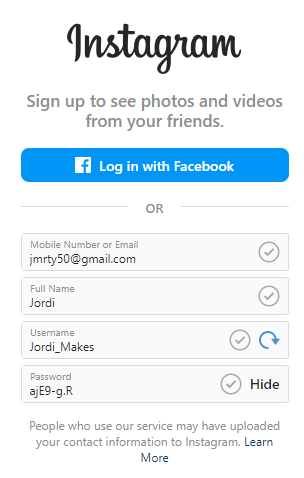 Instagram
Sign up to see photos and videos
from your friends.
Log in with Facebook
OR
Mobile Number or Email
jmrty50@gmail.com
Full Name
Jordi
Username
Jordi_Makes
Password
ajE9-g.R
Hide
People who use our service may have uploaded
your contact information to Instagram. Learn
More